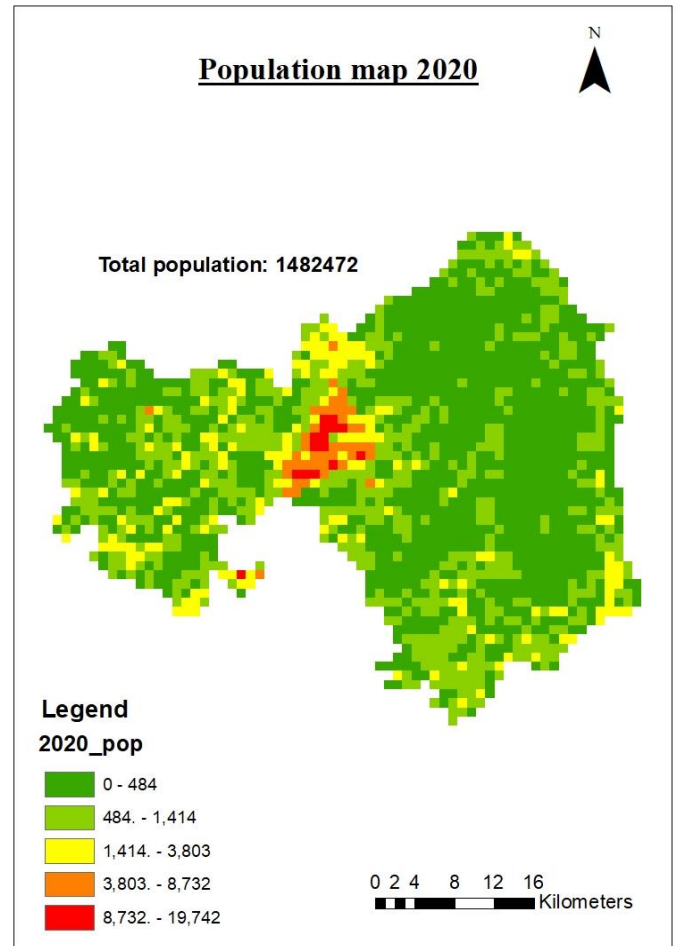 N
Population map 2020
Total population: 1482472
Legend
2020_pop
0 - 484
484. - 1,414
1,414. - 3,803
3,803. - 8,732
8,732. - 19,742
0 2 4 8 12 16
Kilometers